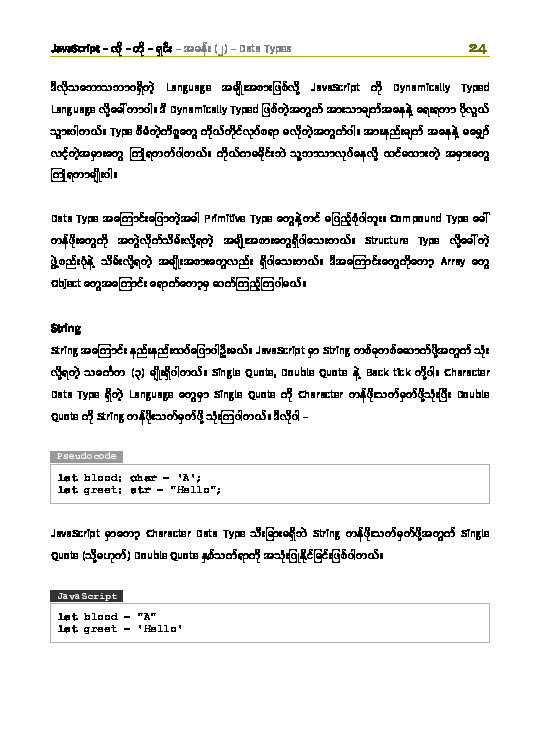 JavaScript – လို – တို – ရှင်း – အခန်း (၂) – Data Types 24
ဒီလိုသဘောသဘာဝရှိတဲ့ Language အမျိုးအစားဖြစ်လို့ JavaScript ကို Dynamically Typed
Language လို့ခေါ်တာပါ။ ဒီ Dynamically Typed ဖြစ်တဲ့အတွက် အားသာချက်အနေနဲ့ ရေးရတာ ပိုလွယ်
သွားပါတယ်။ Type စီမံတဲ့ကိစ္စတွေ ကိုယ်တိုင်လုပ်စရာ မလိုတဲ့အတွက်ပါ။ အားနည်းချက် အနေနဲ့ မမျှော်
လင့်တဲ့အမှားတွေ ကြုံရတတ်ပါတယ်။ ကိုယ်ကမခိုင်းဘဲ သူ့ဘာသာလုပ်နေလို့ ထင်မထားတဲ့ အမှားတွေ
ကြုံရတာမျိုးပါ။
Data Type အကြောင်းပြောတဲ့အခါ Primitive Type တွေနဲ့တင် မပြည့်စုံပါဘူး။ Compound Type ခေါ်
တန်ဖိုးတွေကို အတွဲလိုက်သိမ်းလို့ရတဲ့ အမျိုးအစားတွေရှိပါသေးတယ်။ Structure Type လို့ခေါ်တဲ့
ဖွဲ့စည်းပုံနဲ့ သိမ်းလို့ရတဲ့ အမျိုးအစားတွေလည်း ရှိပါသေးတယ်။ ဒီအကြောင်းတွေကိုတော့ Array တွေ
Object တွေအကြောင်း ရောက်တော့မှ ဆက်ကြည့်ကြပါမယ်။
String
String အကြောင်း နည်းနည်းထပ်ပြောပါဦးမယ်။ JavaScript မှာ String တစ်ခုတစ်ဆောက်ဖို့အတွက် သုံး
လို့ရတဲ့ သင်္ကေတ (၃) မျိုးရှိပါတယ်။ Single Quote, Double Quote နဲ့ Back tick တို့ပါ။ Character
Data Type ရှိတဲ့ Language တွေမှာ Single Quote ကို Character တန်ဖိုးသတ်မှတ်ဖို့သုံးပြီး Double
Quote ကို String တန်ဖိုးသတ်မှတ်ဖို့ သုံးကြပါတယ်။ ဒီလိုပါ –
Pseudocode
let blood: char = 'A';
let greet: str = "Hello";
JavaScript မှာတော့ Character Data Type သီးခြားမရှိဘဲ String တန်ဖိုးသတ်မှတ်ဖို့အတွက် Single
Quote (သို့မဟုတ်) Double Quote နှစ်သက်ရာကို အသုံးပြုနိုင်ခြင်းဖြစ်ပါတယ်။
JavaScript
let blood = "A"
let greet = 'Hello'